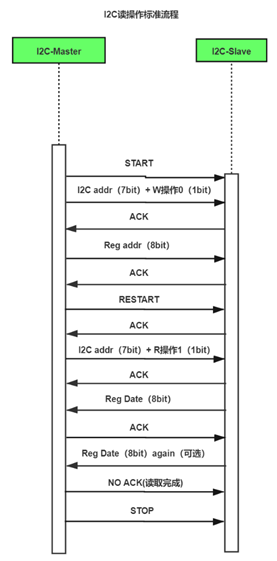 I2C读操作标准流程
I2C-Master
I2C-Slave
START
I2C addr（7bit）+ W操作0（1bit）
ACK
Reg addr（8bit）
ACK
RESTART
ACK
I2C addr（7bit）+ R操作1（1bit）
ACK
Reg Date（8bit）
ACK
Reg Date（8bit）again（可选）
NO ACK(读取完成)
STOP